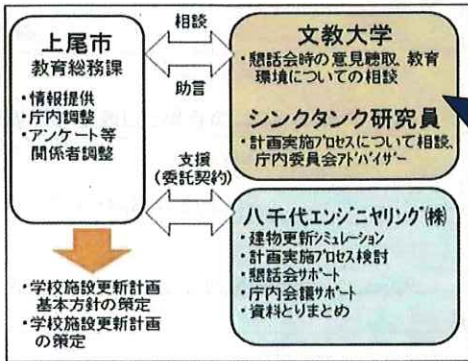 上尾市
教育総務課
・情報提供
・庁内調整
・アンケート等
関係者調整
相談
助言
支援
(委託契約)
文教大学
・懇話会時の意見聴取、教育
環境についての相談
シンクタンク研究員
・計画実施プロセスについて相談、
庁内委員会アドバイザー
八千代エンジニヤリング(株)
・建物更新シミュレーション
・計画実施プロセス検討
・懇話会サポート
・庁内会議サポート
・資料とりまとめ
・学校施設更新計画
基本方針の策定
・学校施設更新計画
の策定